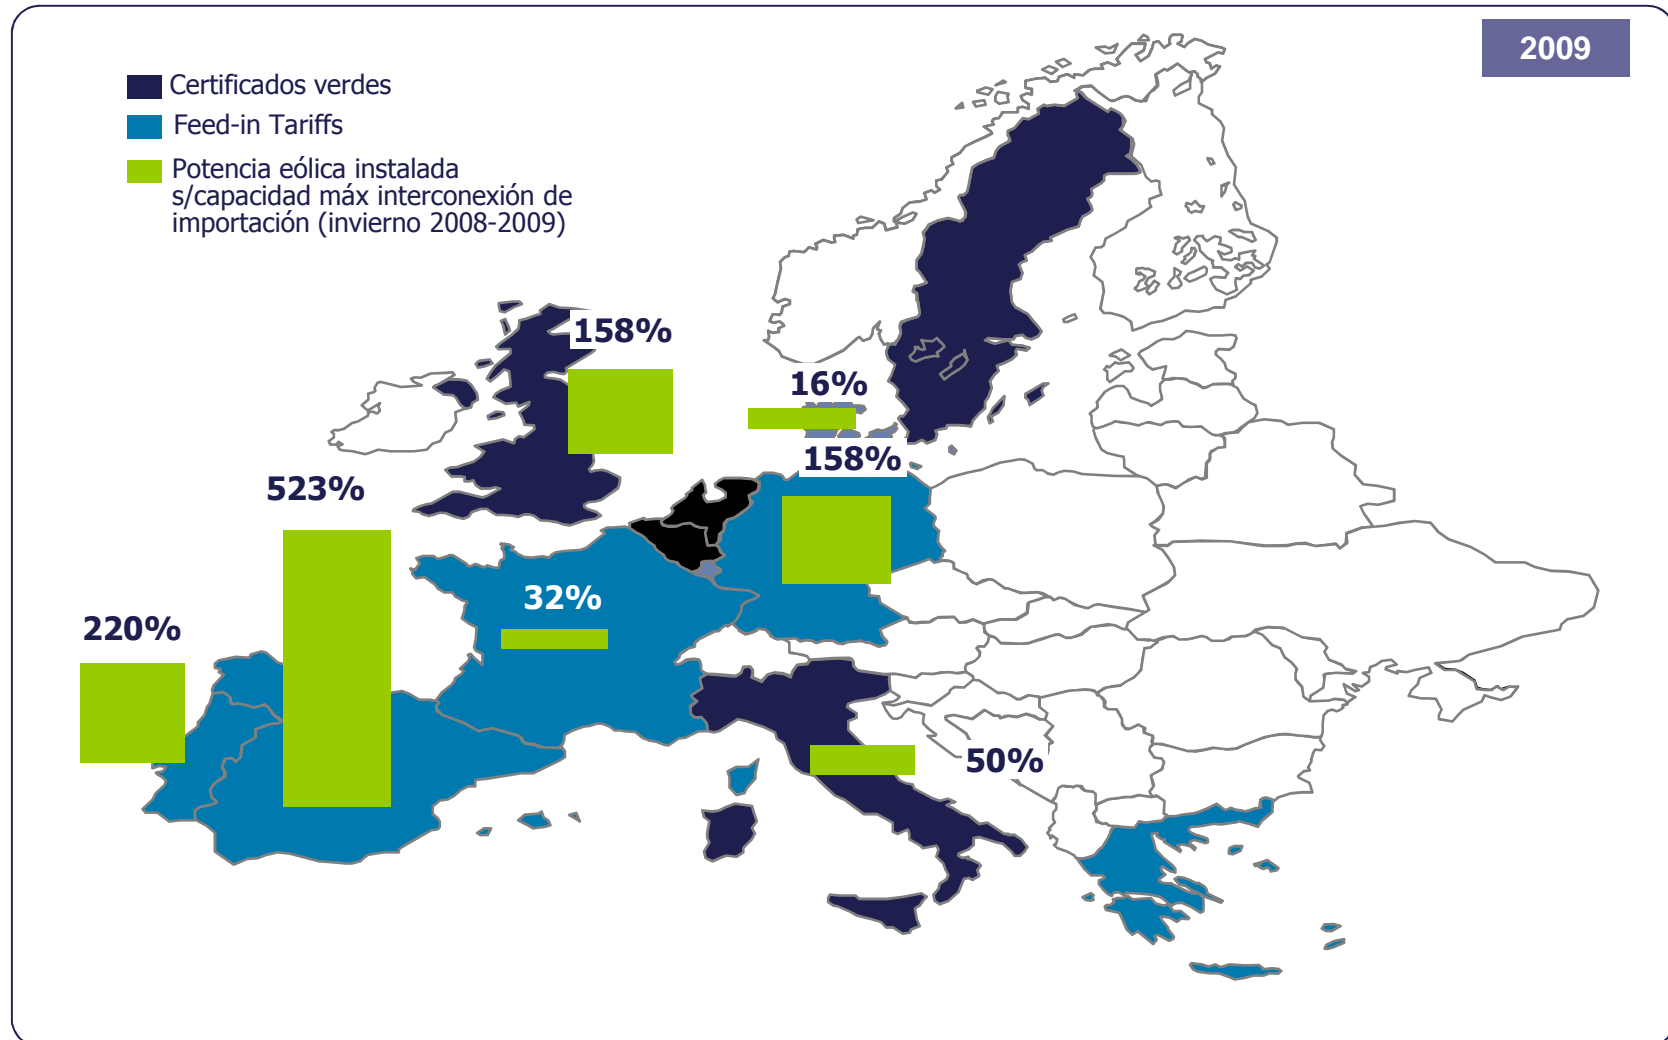 2009
Certificados verdes
Feed-in Tariffs
Potencia eólica instalada
s/capacidad máx interconexión de
importación (invierno 2008-2009)
158%
16%
158%
523%
32%
220%
50%